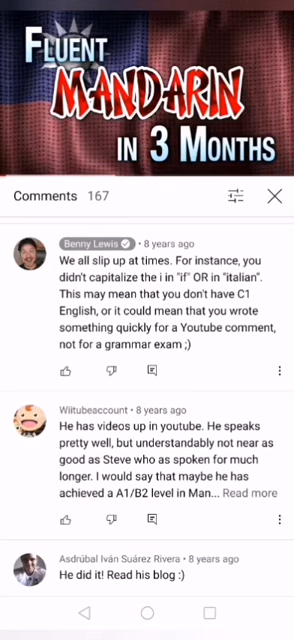 FLUENT
MANDARIN
IN 3 MONTHS
Comments 167
Benny Lewis • 8 years ago
We all slip up at times. For instance, you
didn't capitalize the i in "if" OR in "italian".
This may mean that you don't have C1
English, or it could mean that you wrote
something quickly for a Youtube comment,
not for a grammar exam ;)
Wiitubeaccount • 8 years ago
He has videos up in youtube. He speaks
pretty well, but understandably not near as
good as Steve who as spoken for much
longer. I would say that maybe he has
achieved a A1/B2 level in Man... Read more
Asdrúbal Iván Suárez Rivera • 8 years ago
He did it! Read his blog :)